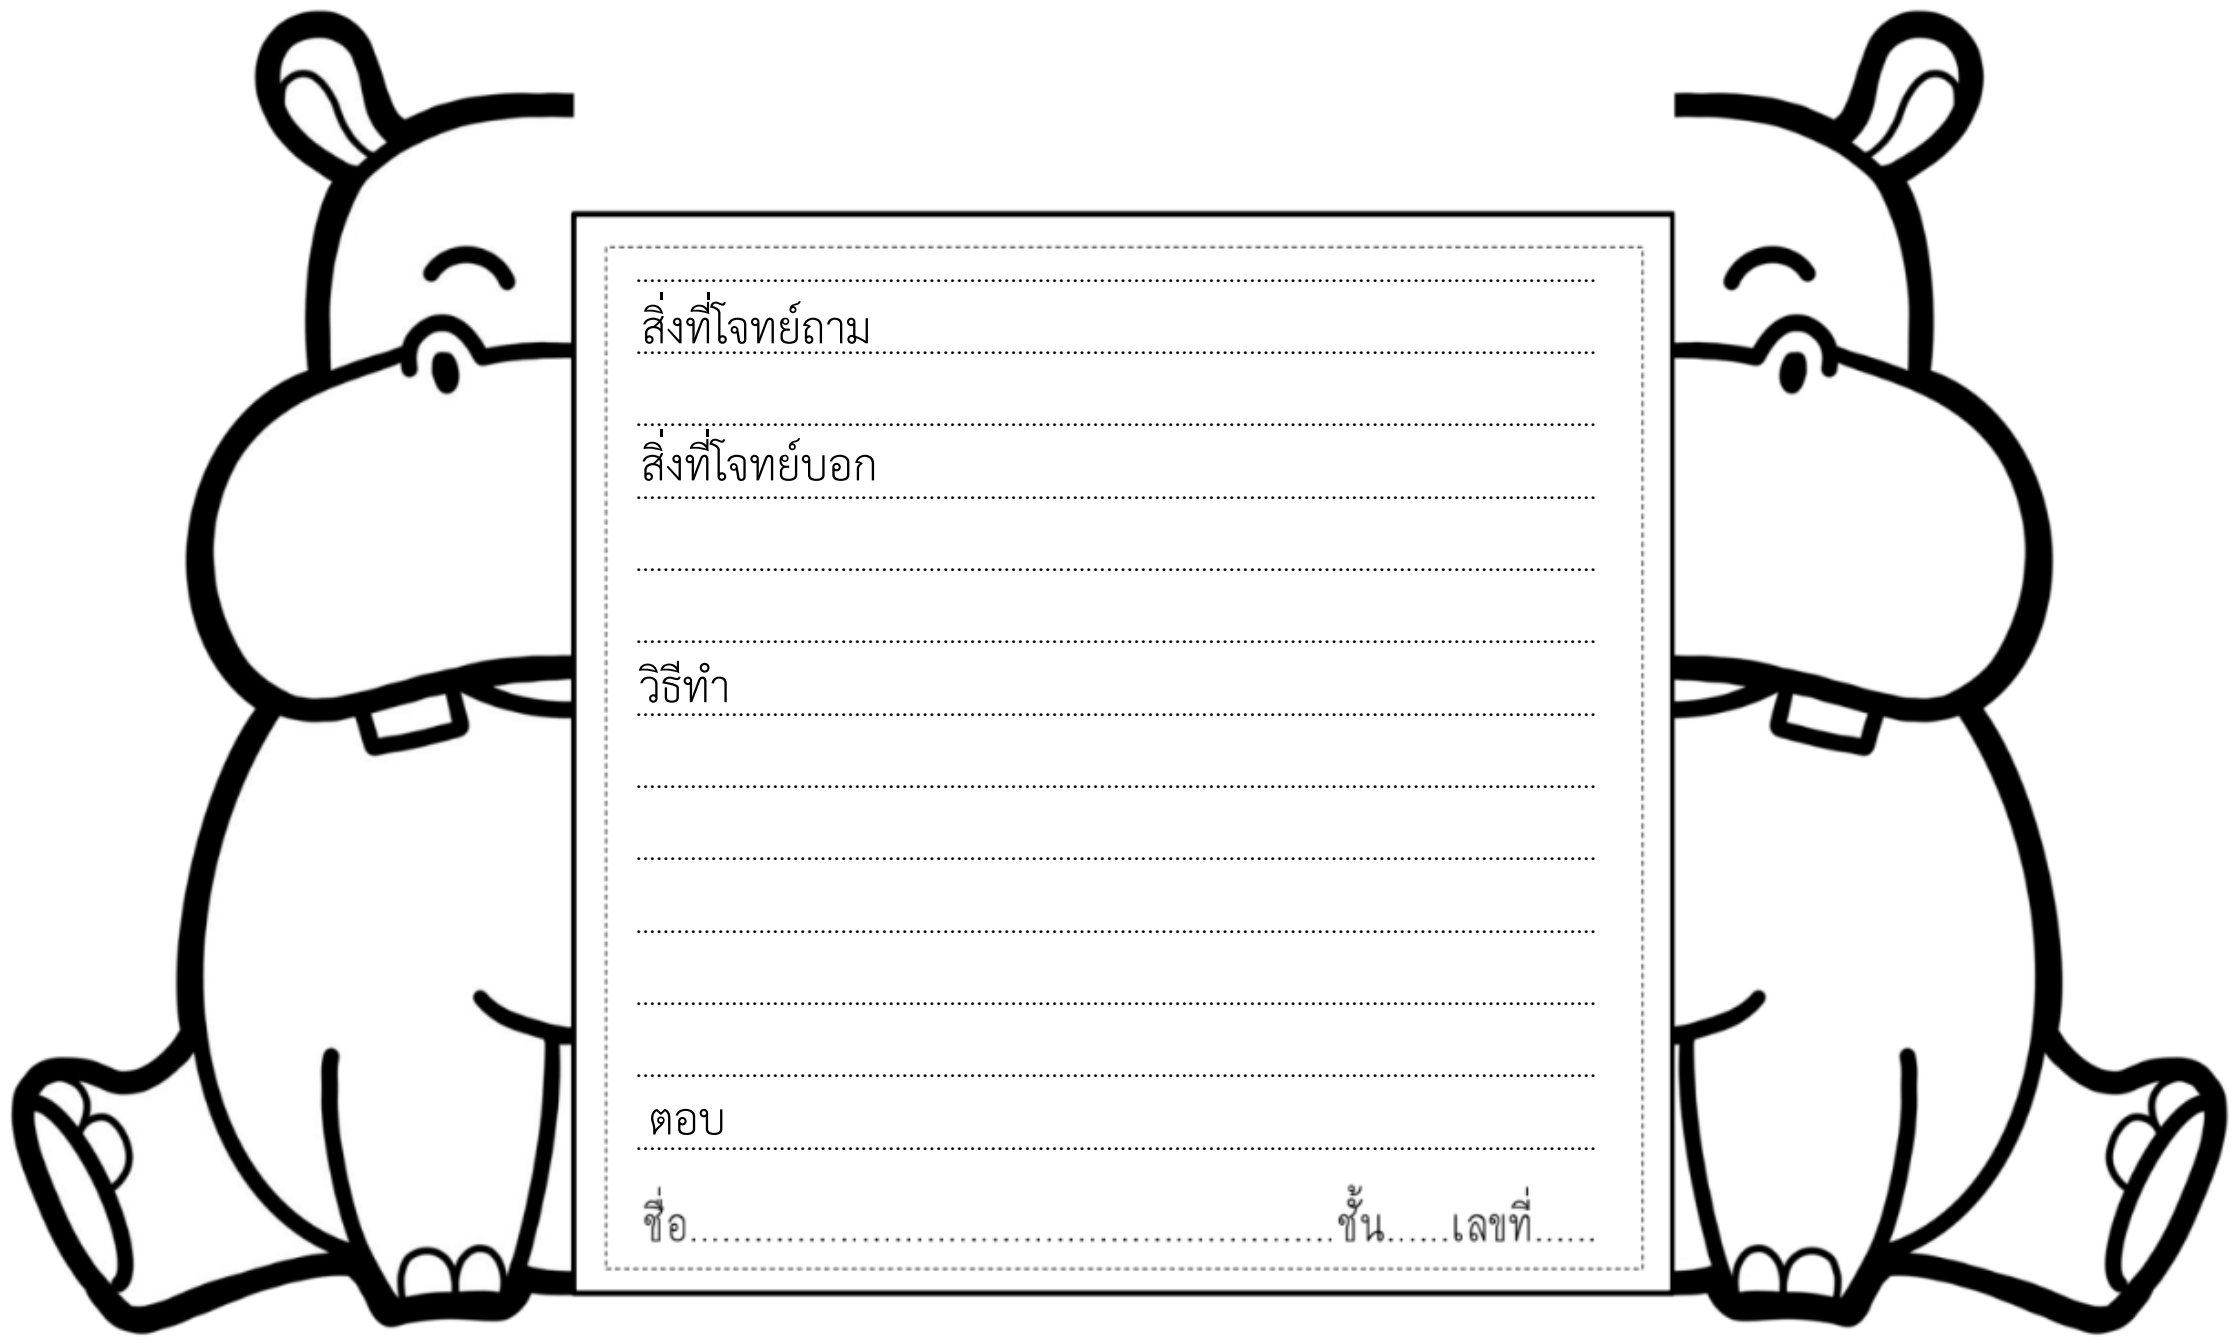 สิ่งที่โจทย์ถาม
สิ่งที่โจทย์บอก
วิธีทำ
ตอบ
ชื่อ.................................................ชั้น......เลขที่......